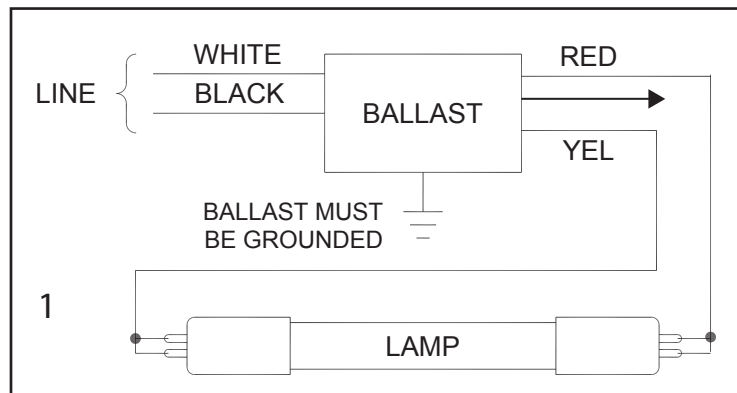 WHITE
RED
LINE
BLACK
BALLAST
YEL
BALLAST MUST
BE GROUNDED
1
LAMP